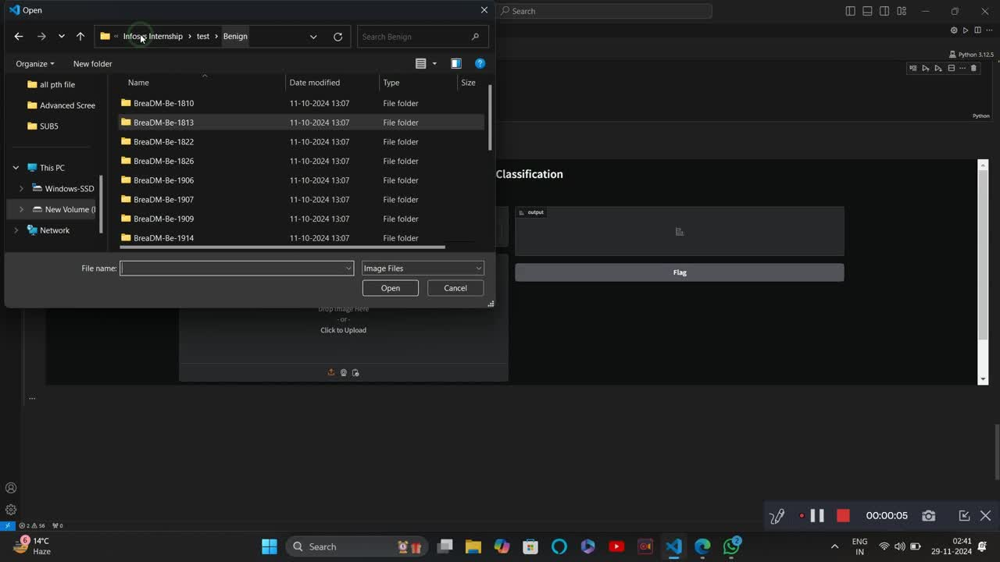 Open
Search
Infosys Internship > test > Benign
Search Benign
Organize
New folder
Python 3.12.5
all pth file
Advanced Scree
SUB5
This PC
Windows-SSD
New Volume (
Network
Name Date modified Type Size
BreaDM-Be-1810 11-10-2024 13:07 File folder
BreaDM-Be-1813 11-10-2024 13:07 File folder
BreaDM-Be-1822 11-10-2024 13:07 File folder
BreaDM-Be-1826 11-10-2024 13:07 File folder
BreaDM-Be-1906 11-10-2024 13:07 File folder
BreaDM-Be-1907 11-10-2024 13:07 File folder
BreaDM-Be-1909 11-10-2024 13:07 File folder
BreaDM-Be-1914 11-10-2024 13:07 File folder
File name:
Image Files
Open
Cancel
Python
Classification
output
Flag
Drop Image Here
- or -
Click to Upload
...
00:00:05
2 56 0
6
14°C
Haze
Search
2
ENG
IN
02:41
29-11-2024